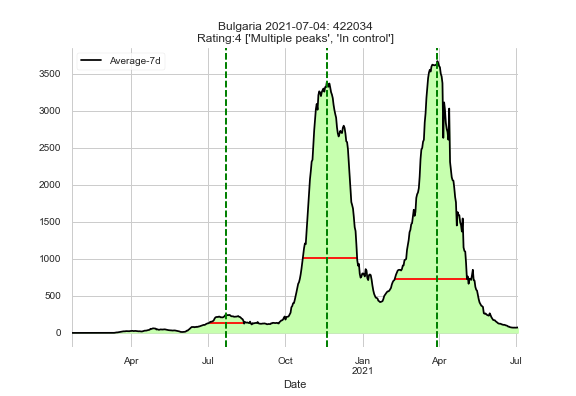 Bulgaria 2021-07-04: 422034
Rating:4 ['Multiple peaks', 'In control']
Average-7d
3500
3000
2500
2000
1500
1000
500
0
Apr Jul Oct Jan Apr Jul
2021
Date